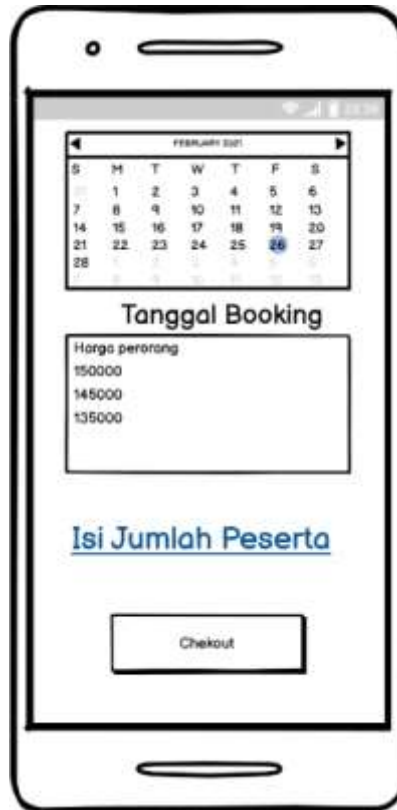 FEBRUARY 2021
S M T W T F S
1 2 3 4 5 6
7 8 9 10 11 12 13
14 15 16 17 18 19 20
21 22 23 24 25 26 27
28
Tanggal Booking
Harga perorang
150000
145000
135000
Isi Jumlah Peserta
Chekout